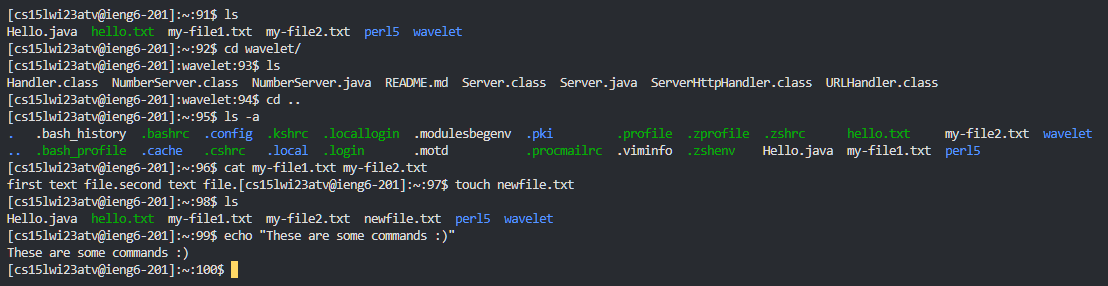 [cs15lwi23atv@ieng6-201]:~:91$ ls
Hello.java  hello.txt  my-file1.txt  my-file2.txt  perl5  wavelet
[cs15lwi23atv@ieng6-201]:~:92$ cd wavelet/
[cs15lwi23atv@ieng6-201]:wavelet:93$ ls
Handler.class  NumberServer.class  NumberServer.java  README.md  Server.class  Server.java  ServerHttpHandler.class  URLHandler.class
[cs15lwi23atv@ieng6-201]:wavelet:94$ cd ..
[cs15lwi23atv@ieng6-201]:~:95$ ls -a
.   .bash_history  .bashrc  .config  .kshrc  .locallogin  .modulesbegenv  .pki         .profile  .zprofile  .zshrc      hello.txt     my-file2.txt  wavelet
..  .bash_profile  .cache   .cshrc   .local  .login       .motd           .procmailrc  .viminfo  .zshenv    Hello.java  my-file1.txt  perl5
[cs15lwi23atv@ieng6-201]:~:96$ cat my-file1.txt my-file2.txt
first text file.second text file.[cs15lwi23atv@ieng6-201]:~:97$ touch newfile.txt
[cs15lwi23atv@ieng6-201]:~:98$ ls
Hello.java  hello.txt  my-file1.txt  my-file2.txt  newfile.txt  perl5  wavelet
[cs15lwi23atv@ieng6-201]:~:99$ echo "These are some commands :)"
These are some commands :)
[cs15lwi23atv@ieng6-201]:~:100$